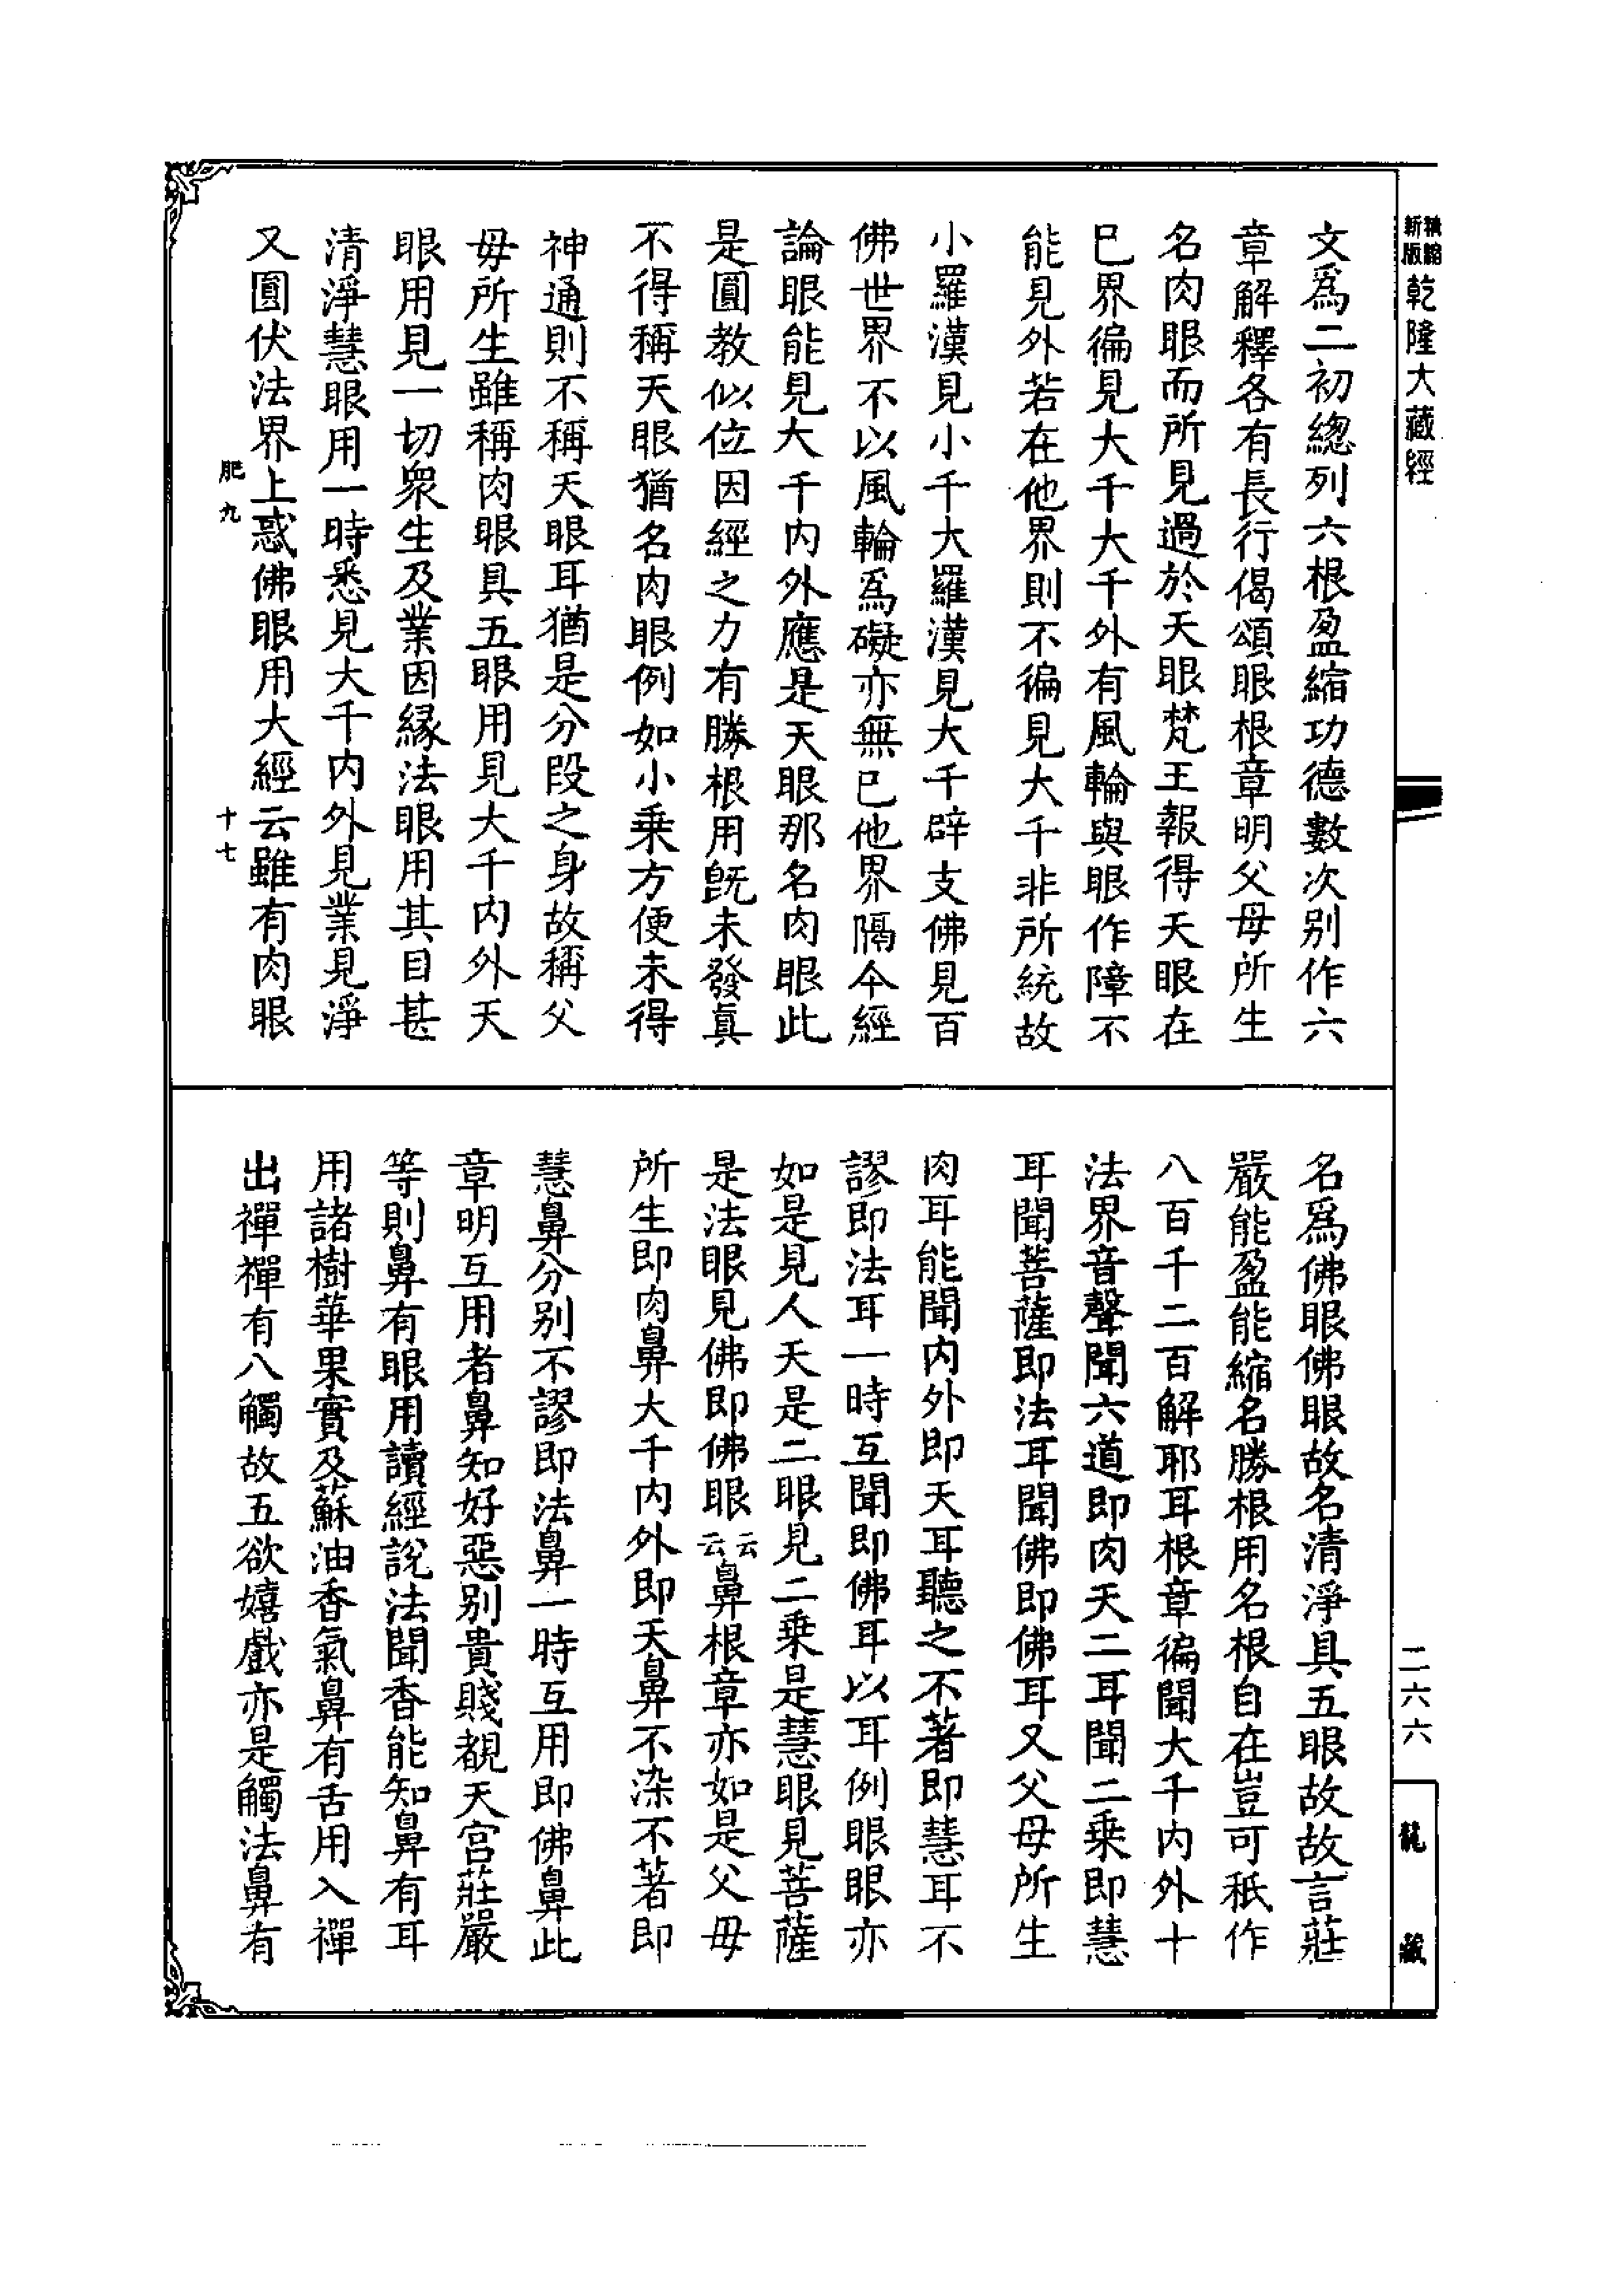 精縮
新版
乾隆大藏經
文爲二初緫列六根盈縮功德數次别作六
章解釋各有長行偈頌眼根章明父母所生
名肉眼而所見過於天眼梵王報得天眼在
巳界徧見大千大千外有風輪與眼作障不
能見外若在他界則不徧見大千非所統故
小羅漢見小千大羅漢見大千辟支佛見百
佛世界不以風輪爲礙亦無巳他界隔今經
論眼能見大千内外應是天眼那名肉眼此
是圓教似位因經之力有勝根用旣未發眞
不得稱天眼猶名肉眼例如小乗方便未得
神通則不稱天眼耳猶是分段之身故稱父
母所生雖稱肉眼具五眼用見大千内外天
眼用見一切衆生及業因緣法眼用其目甚
清淨慧眼用一時悉見大千内外見業見淨
又圓伏法界上惑佛眼用大經云雖有肉眼
肥九
十七
名爲佛眼佛眼故名清淨具五眼故故言莊
嚴能盈能縮名勝根用名根自在豈可秖作
八百千二百解耶耳根章徧聞大千内外十
法界音聲聞六道即肉天二耳聞二乗即慧
耳聞菩薩即法耳聞佛即佛耳又父母所生
肉耳能聞内外即天耳聽之不著即慧耳不
謬即法耳一時互聞即佛耳以耳例眼眼亦
如是見人天是二眼見二乗是慧眼見菩薩
是法眼見佛即佛眼云云鼻根章亦如是父母
所生即肉鼻大千内外即天鼻不染不著即
慧鼻分别不謬即法鼻一時互用即佛鼻此
章明互用者鼻知好惡别貴賤覩天宫莊嚴
等則鼻有眼用讀經說法聞香能知鼻有耳
用諸樹華果實及蘇油香氣鼻有舌用入禪
出禪禪有八觸故五欲嬉戲亦是觸法鼻有
二六六
龍藏